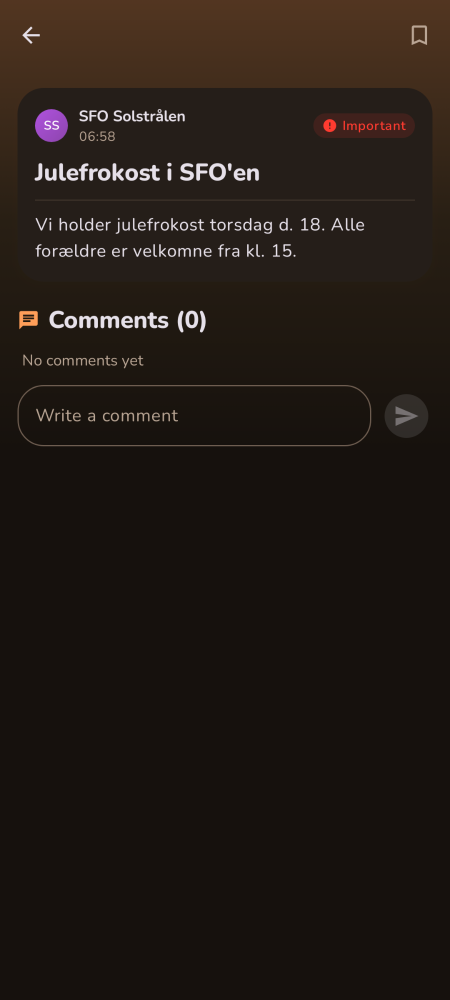 SS
SFO Solstrålen
06:58
Important
Julefrokost i SFO'en
Vi holder julefrokost torsdag d. 18. Alle
forældre er velkomne fra kl. 15.
Comments (0)
No comments yet
Write a comment